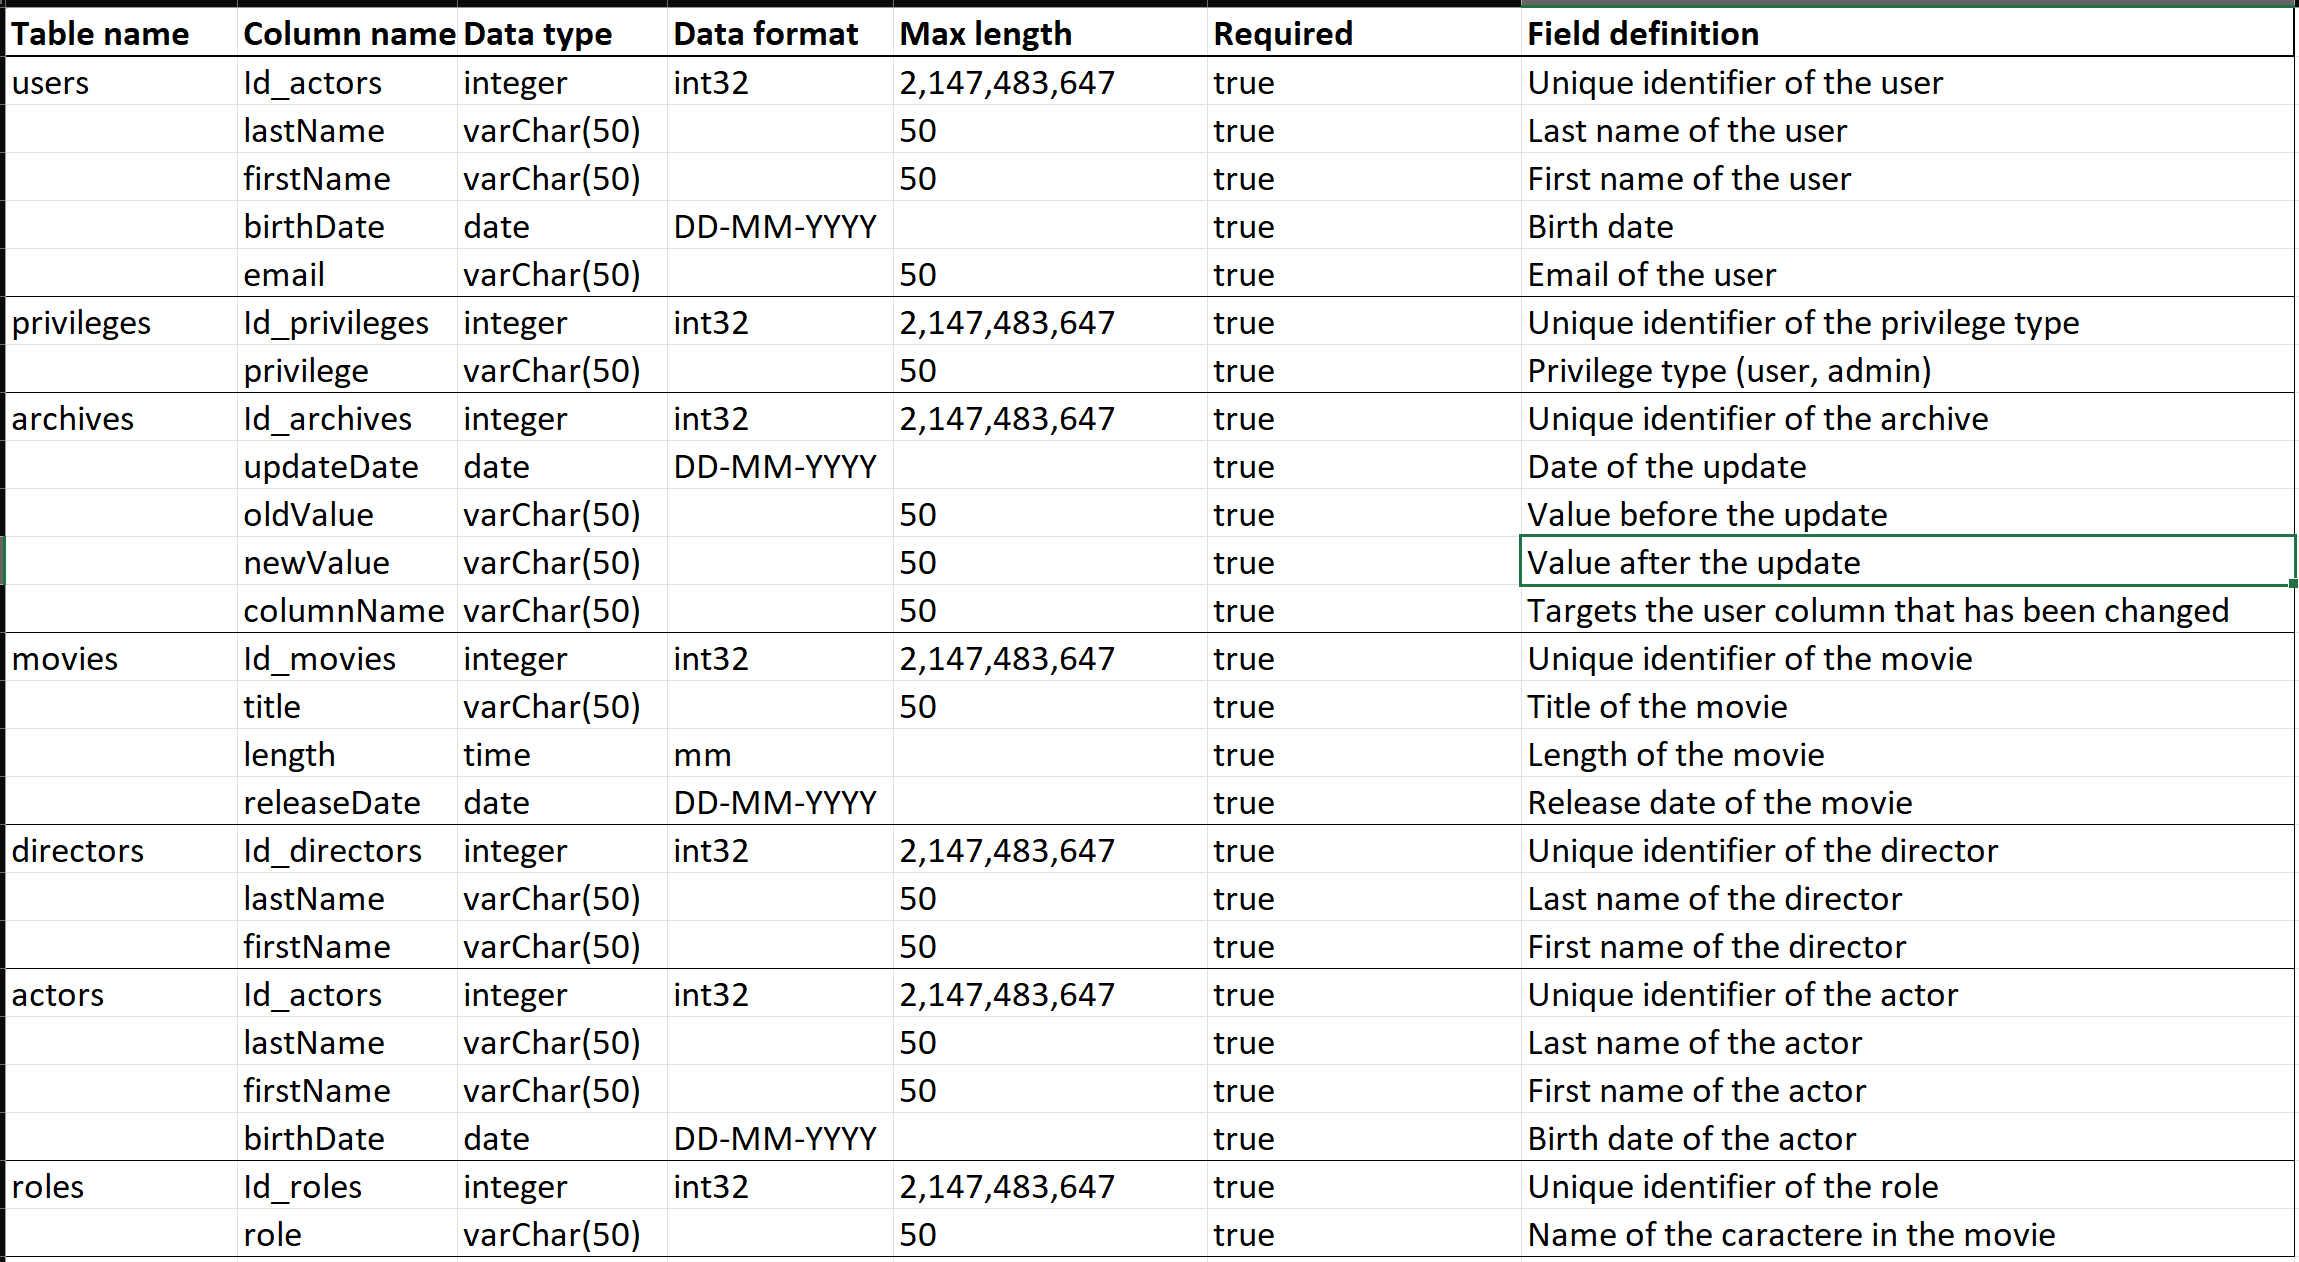 Table name Column name Data type Data format Max length Required Field definition
users Id_actors integer int32 2,147,483,647 true Unique identifier of the user
lastName varChar(50) 50 true Last name of the user
firstName varChar(50) 50 true First name of the user
birthDate date DD-MM-YYYY true Birth date
email varChar(50) 50 true Email of the user
privileges Id_privileges integer int32 2,147,483,647 true Unique identifier of the privilege type
privilege varChar(50) 50 true Privilege type (user, admin)
archives Id_archives integer int32 2,147,483,647 true Unique identifier of the archive
updateDate date DD-MM-YYYY true Date of the update
oldValue varChar(50) 50 true Value before the update
newValue varChar(50) 50 true Value after the update
columnName varChar(50) 50 true Targets the user column that has been changed
movies Id_movies integer int32 2,147,483,647 true Unique identifier of the movie
title varChar(50) 50 true Title of the movie
length time mm true Length of the movie
releaseDate date DD-MM-YYYY true Release date of the movie
directors Id_directors integer int32 2,147,483,647 true Unique identifier of the director
lastName varChar(50) 50 true Last name of the director
firstName varChar(50) 50 true First name of the director
actors Id_actors integer int32 2,147,483,647 true Unique identifier of the actor
lastName varChar(50) 50 true Last name of the actor
firstName varChar(50) 50 true First name of the actor
birthDate date DD-MM-YYYY true Birth date of the actor
roles Id_roles integer int32 2,147,483,647 true Unique identifier of the role
role varChar(50) 50 true Name of the caractere in the movie